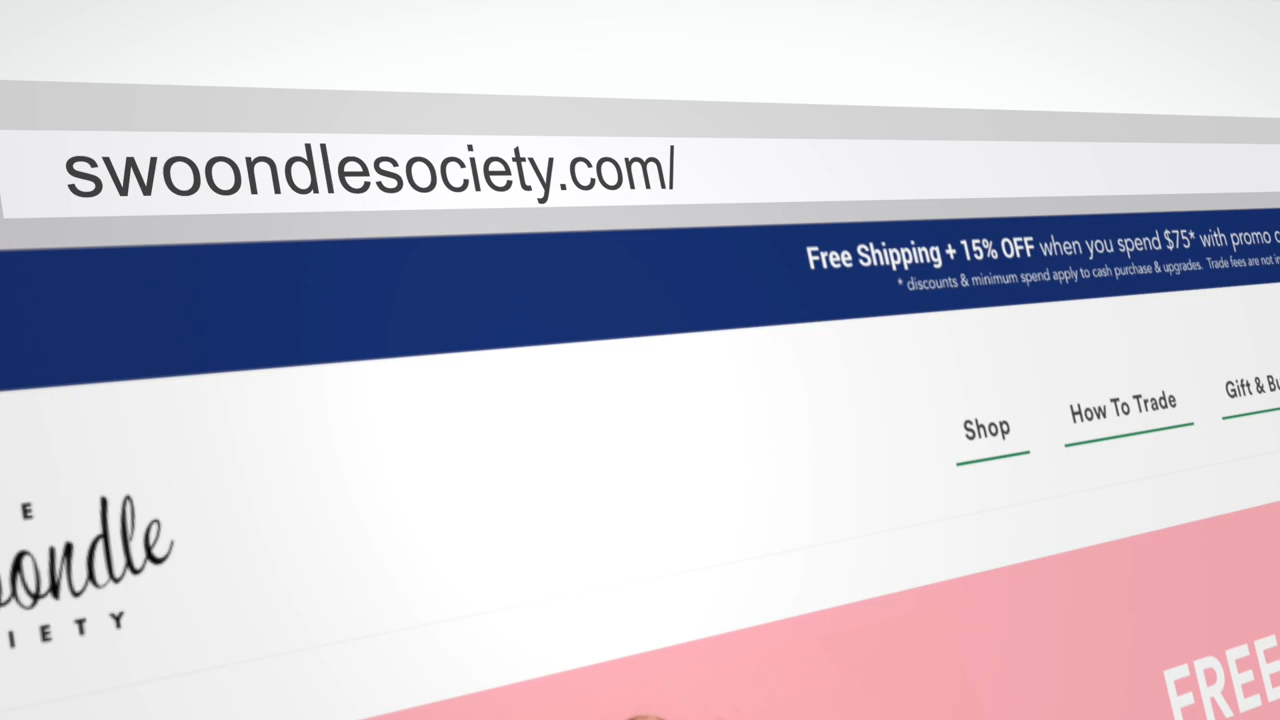 swoondlesociety.com/
Free Shipping + 15% OFF when you spend $75* with promo
* discounts & minimum spend apply to cash purchase & upgrades. Trade fees are not
Shop
How To Trade
Gift &
IETY
FREE